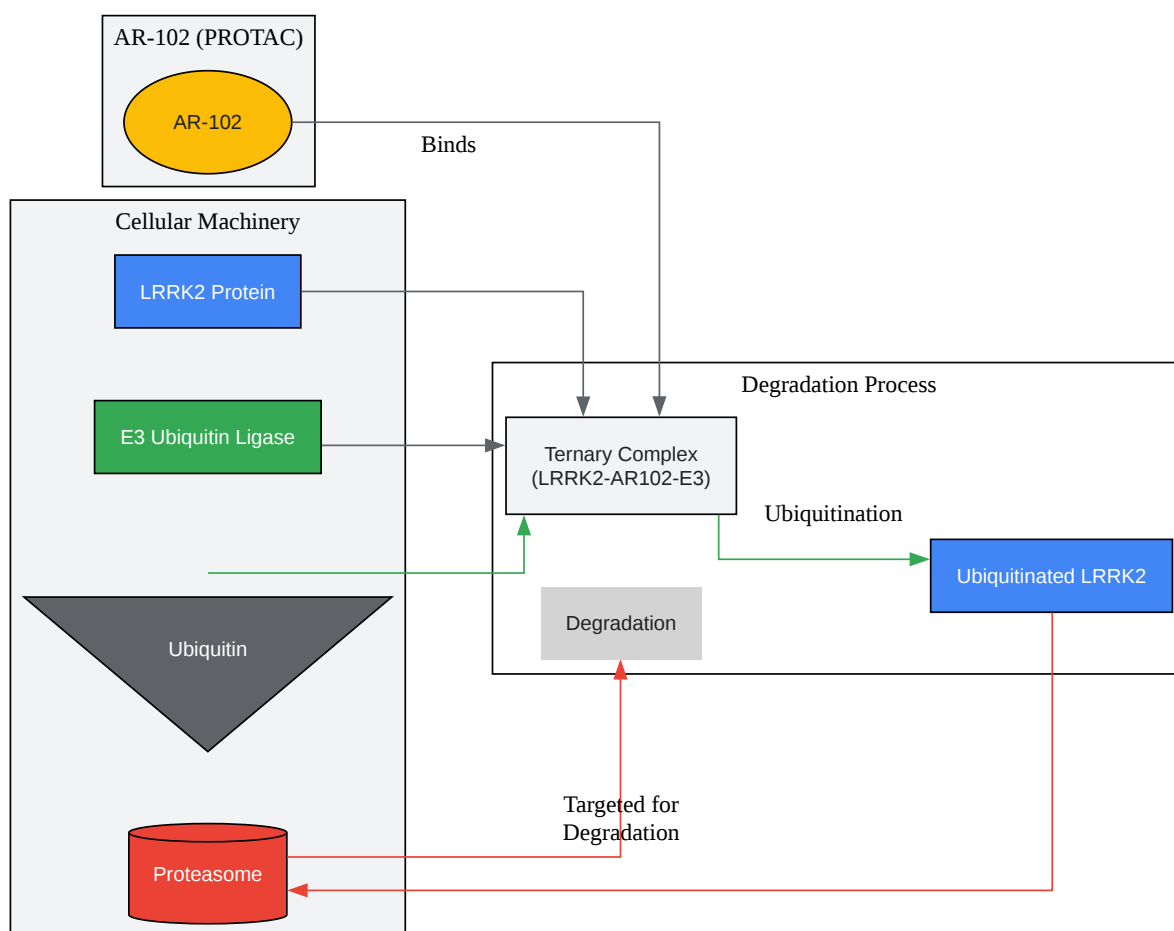 AR-102 (PROTAC)
AR-102
Binds
Cellular Machinery
LRRK2 Protein
Degradation Process
E3 Ubiquitin Ligase
Ternary Complex
(LRRK2-AR102-E3)
Ubiquitination
Ubiquitinated LRRK2
Degradation
Ubiquitin
Targeted for
Degradation
Proteasome